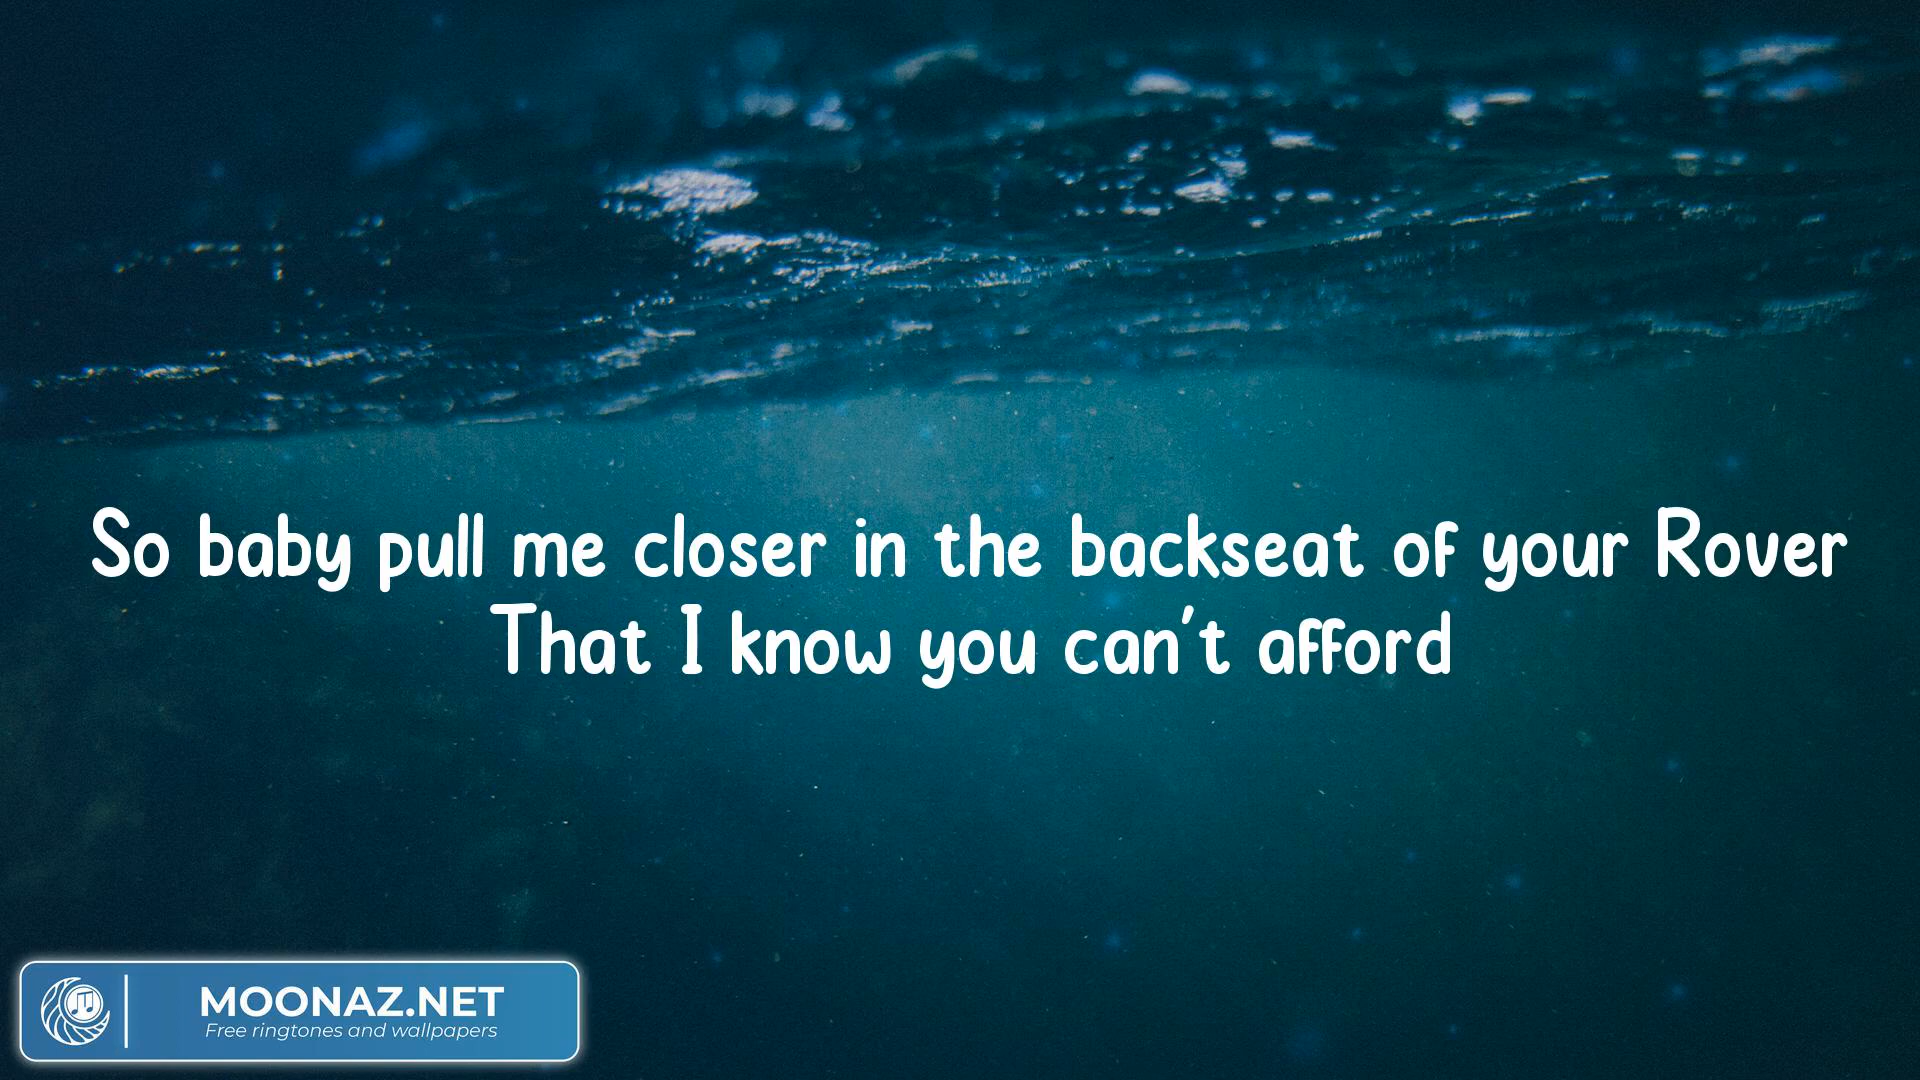 So baby pull me closer in the backseat of your Rover
That I know you can't afford
MOONAZ.NET
Free ringtones and wallpapers